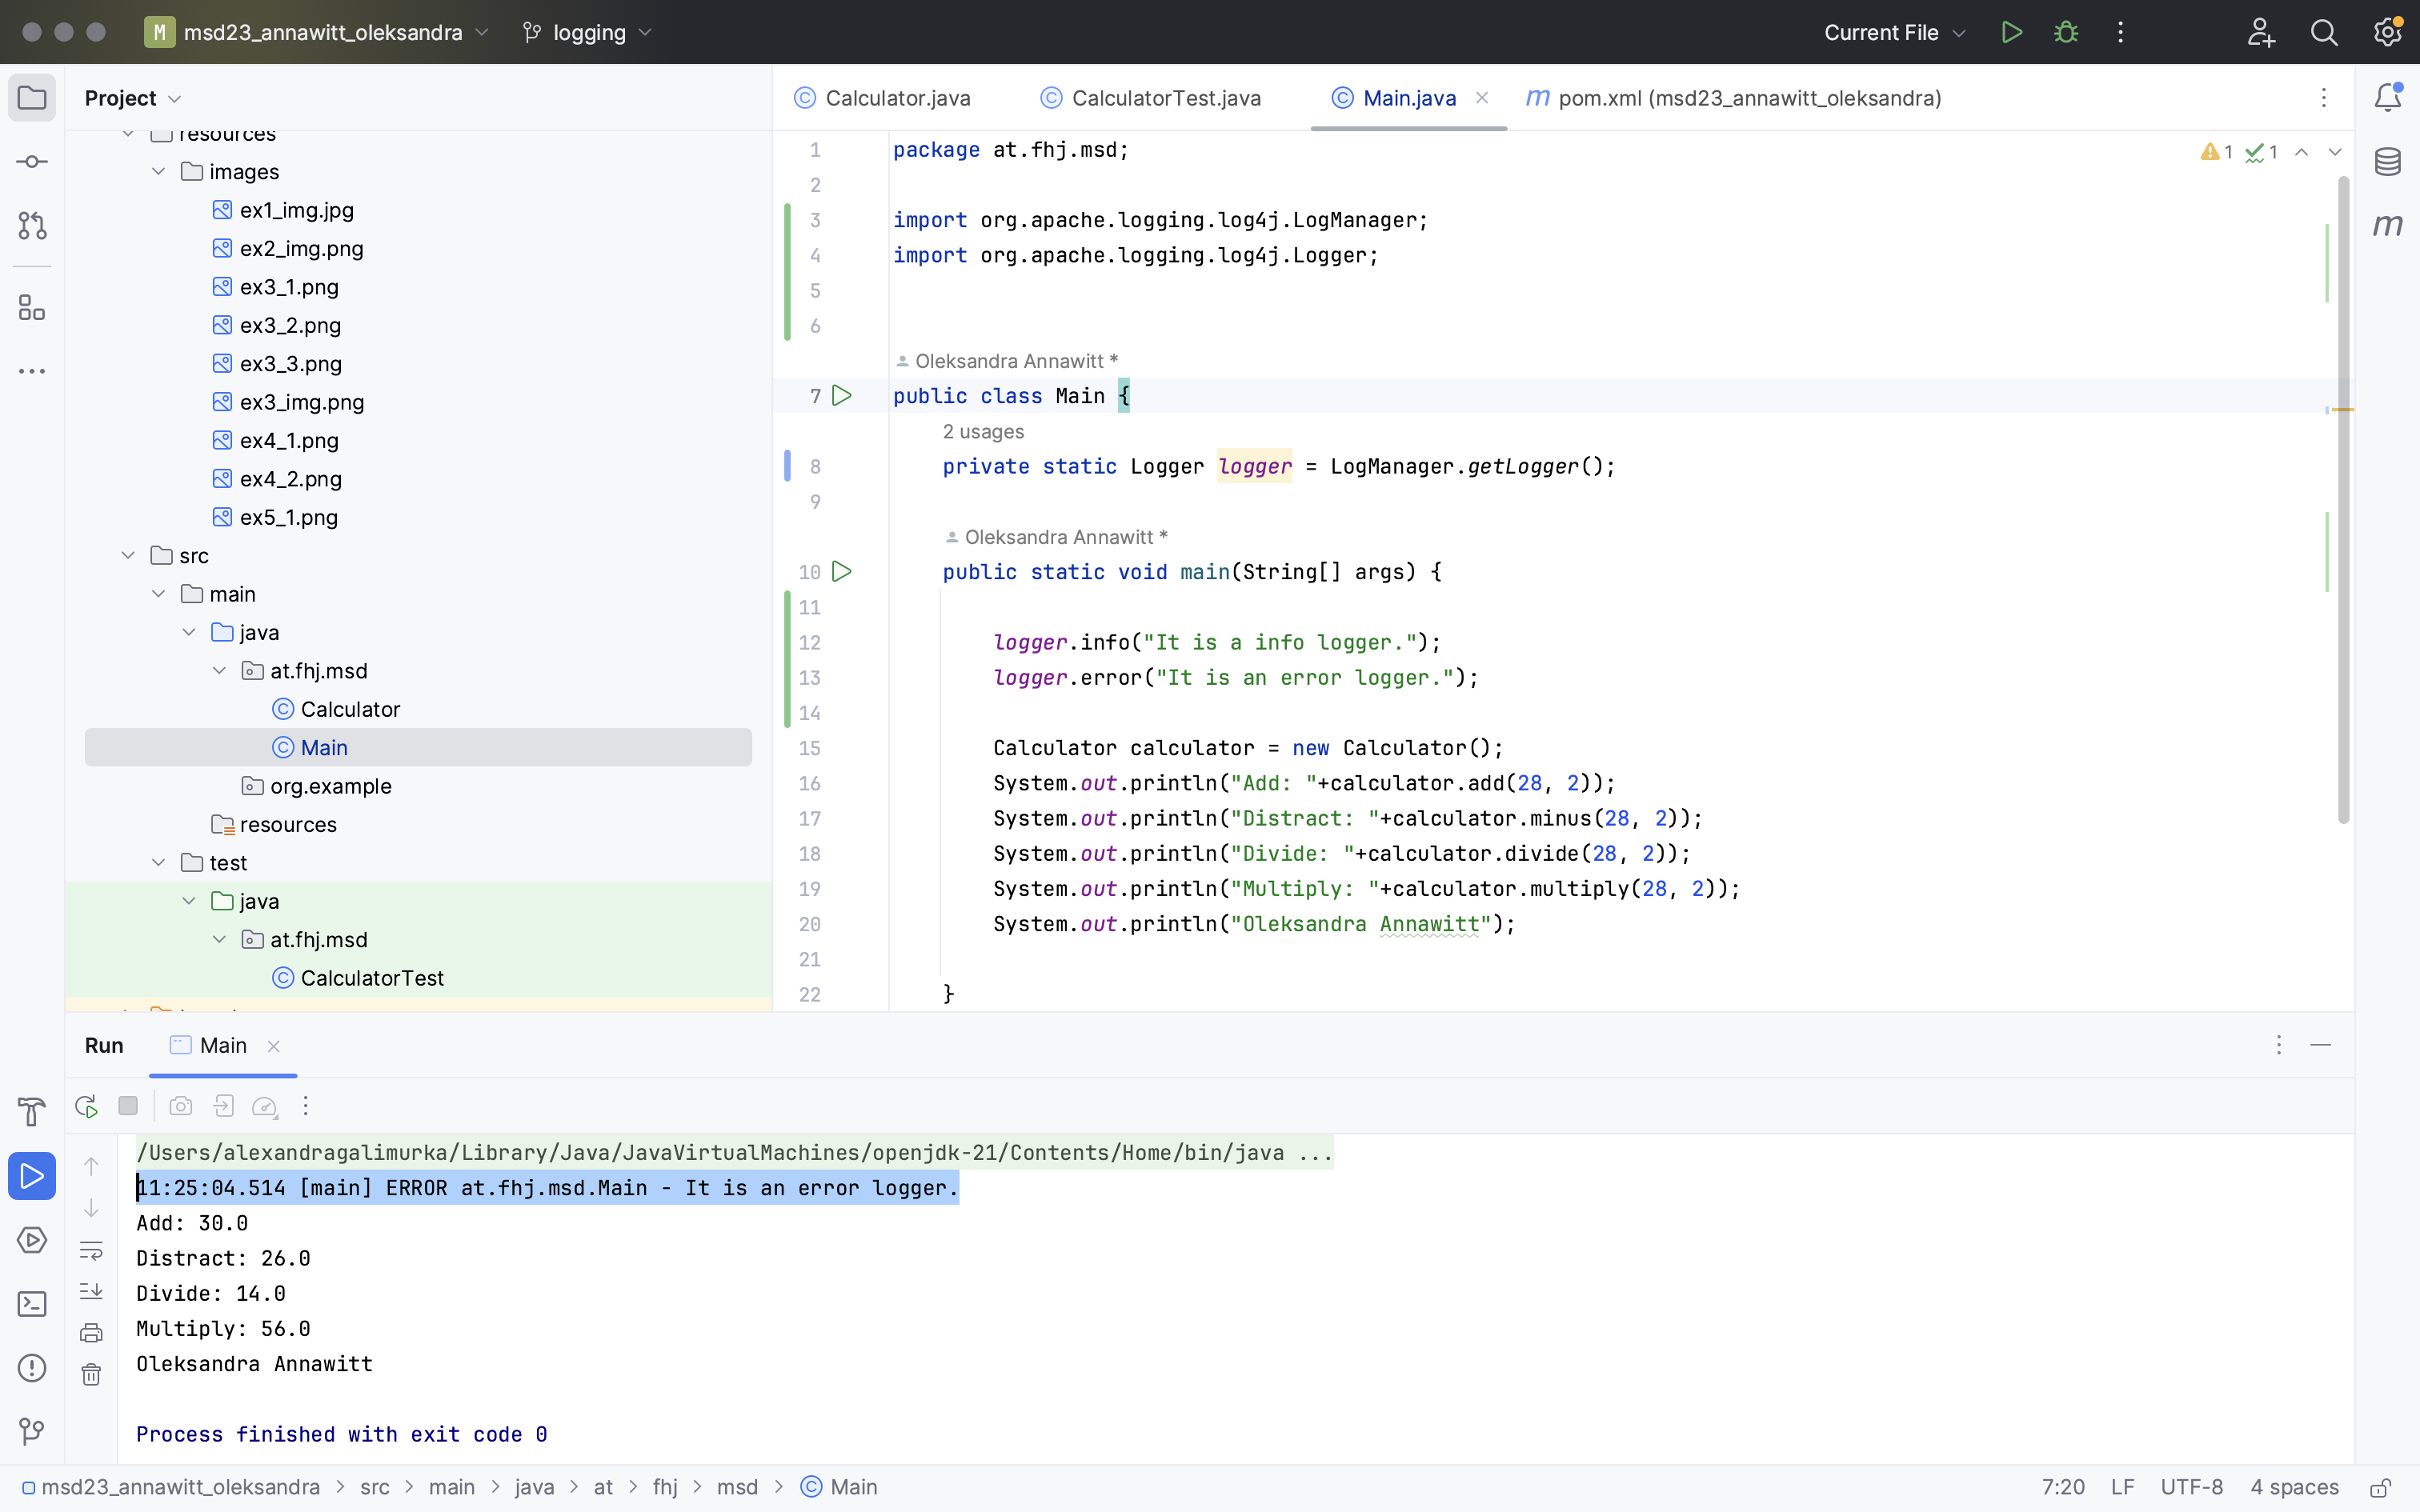 M msd23_annawitt_oleksandra logging Current File
Project
resources
images
ex1_img.jpg
ex2_img.png
ex3_1.png
ex3_2.png
ex3_3.png
ex3_img.png
ex4_1.png
ex4_2.png
ex5_1.png
src
main
java
at.fhj.msd
Calculator
Main
org.example
resources
test
java
at.fhj.msd
CalculatorTest
Calculator.java CalculatorTest.java Main.java pom.xml (msd23_annawitt_oleksandra)
1 package at.fhj.msd; 1 1
2
3 import org.apache.logging.log4j.LogManager;
4 import org.apache.logging.log4j.Logger;
5
6
Oleksandra Annawitt *
7 public class Main {
2 usages
8 private static Logger logger = LogManager.getLogger();
9
Oleksandra Annawitt *
10 public static void main(String[] args) {
11
12 logger.info("It is a info logger.");
13 logger.error("It is an error logger.");
14
15 Calculator calculator = new Calculator();
16 System.out.println("Add: "+calculator.add(28, 2));
17 System.out.println("Distract: "+calculator.minus(28, 2));
18 System.out.println("Divide: "+calculator.divide(28, 2));
19 System.out.println("Multiply: "+calculator.multiply(28, 2));
20 System.out.println("Oleksandra Annawitt");
21
22 }
Run Main
/Users/alexandragalimurka/Library/Java/JavaVirtualMachines/openjdk-21/Contents/Home/bin/java ...
11:25:04.514 [main] ERROR at.fhj.msd.Main - It is an error logger.
Add: 30.0
Distract: 26.0
Divide: 14.0
Multiply: 56.0
Oleksandra Annawitt
Process finished with exit code 0
msd23_annawitt_oleksandra > src > main > java > at > fhj > msd > Main 7:20 LF UTF-8 4 spaces